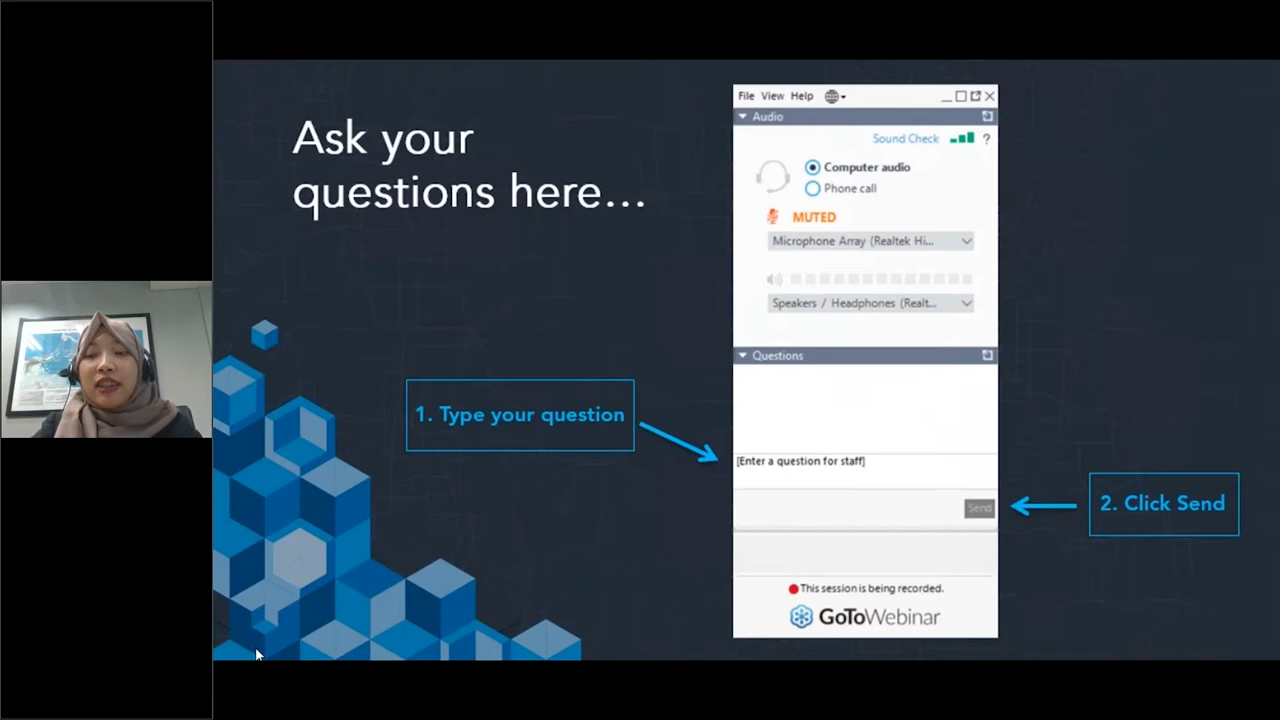 Ask your
questions here...
File View Help
Audio
Sound Check
?
Computer audio
Phone call
MUTED
Microphone Array (Realtek Hi...
Speakers / Headphones (Realt...
Questions
1. Type your question
[Enter a question for staff]
Send
2. Click Send
This session is being recorded.
GoToWebinar